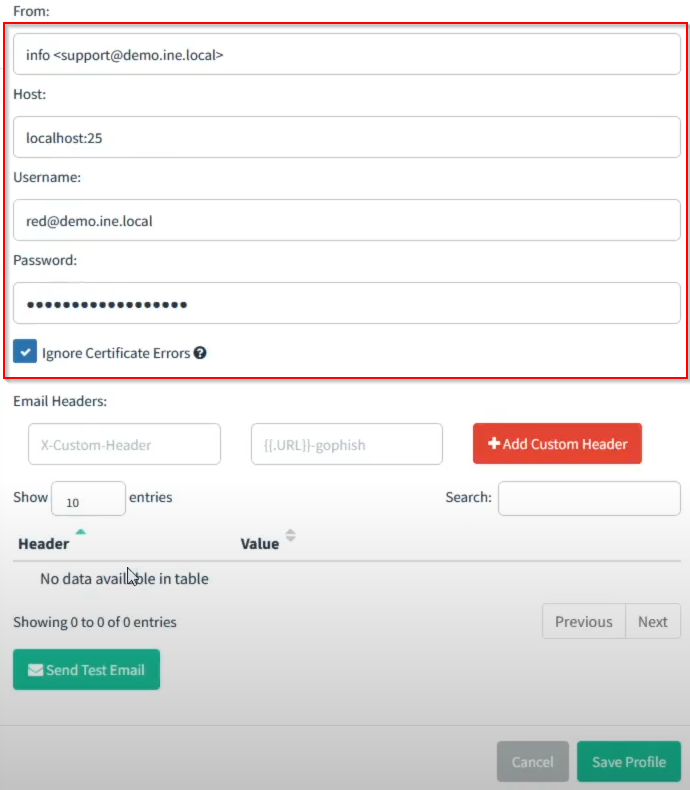 From:
info <support@demo.ine.local>
Host:
localhost:25
Username:
red@demo.ine.local
Password:
••••••••••••••••••
Ignore Certificate Errors ?
Email Headers:
X-Custom-Header {{.URL}}-gophish + Add Custom Header
Show 10 entries Search:
Header Value
No data available in table
Showing 0 to 0 of 0 entries Previous Next
Send Test Email
Cancel Save Profile